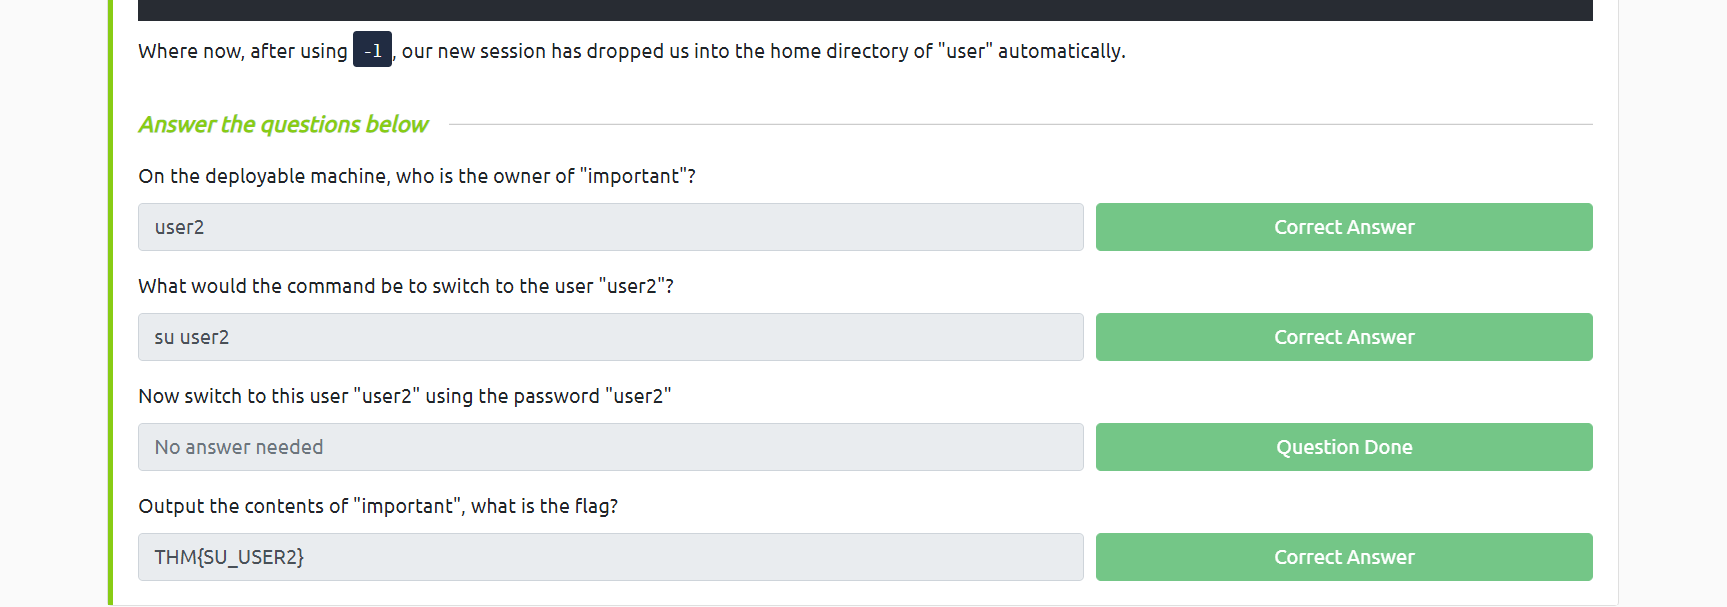 Where now, after using -l, our new session has dropped us into the home directory of "user" automatically.
Answer the questions below
On the deployable machine, who is the owner of "important"?
user2 Correct Answer
What would the command be to switch to the user "user2"?
su user2 Correct Answer
Now switch to this user "user2" using the password "user2"
No answer needed Question Done
Output the contents of "important", what is the flag?
THM{SU_USER2} Correct Answer